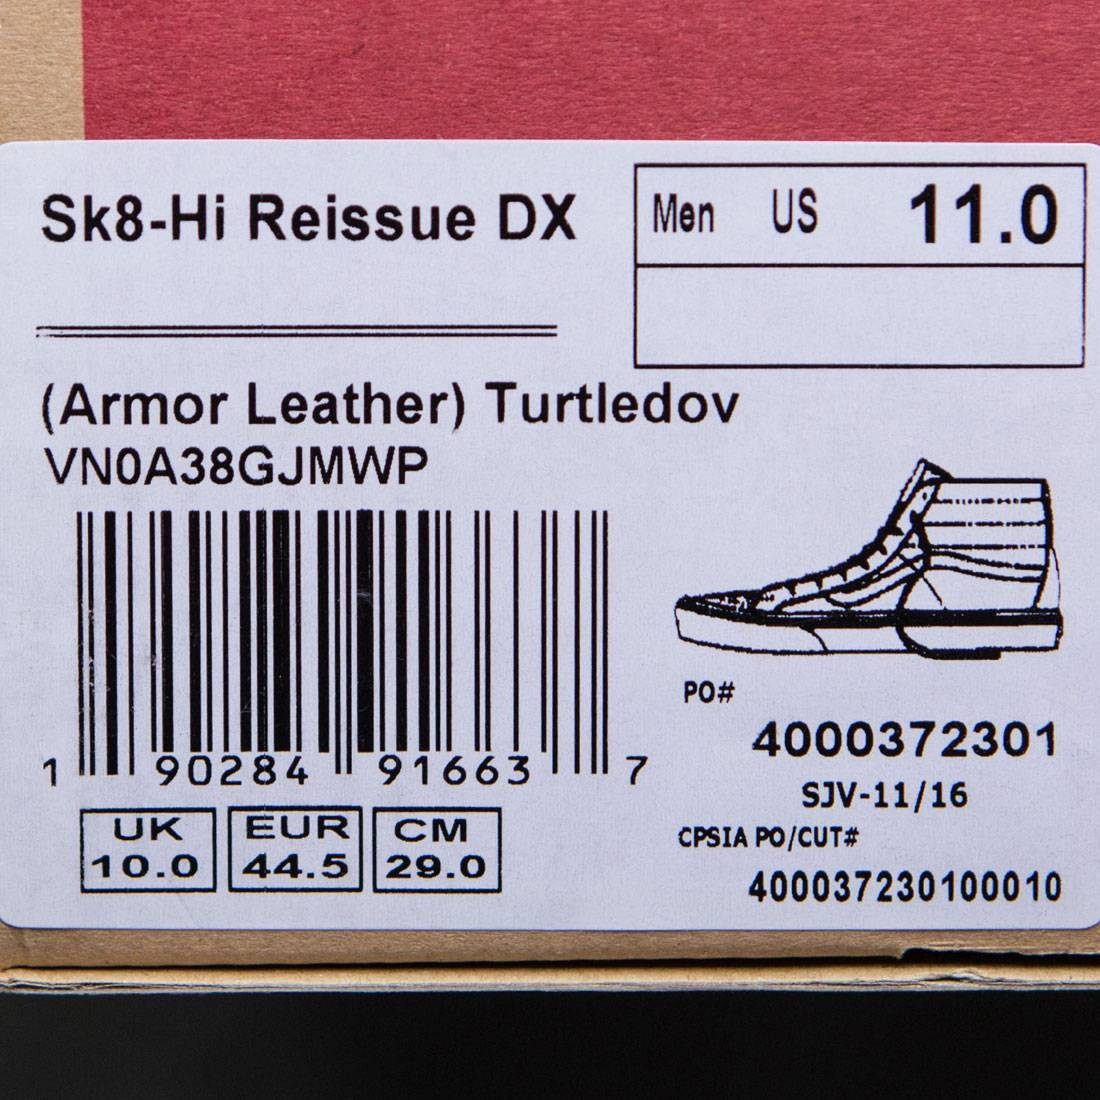 Sk8-Hi Reissue DX
Men US 11.0
(Armor Leather) Turtledov
VN0A38GJMWP
1 90284 91663 7
UK
10.0
EUR
44.5
CM
29.0
PO#
4000372301
SJV-11/16
CPSIA PO/CUT#
400037230100010